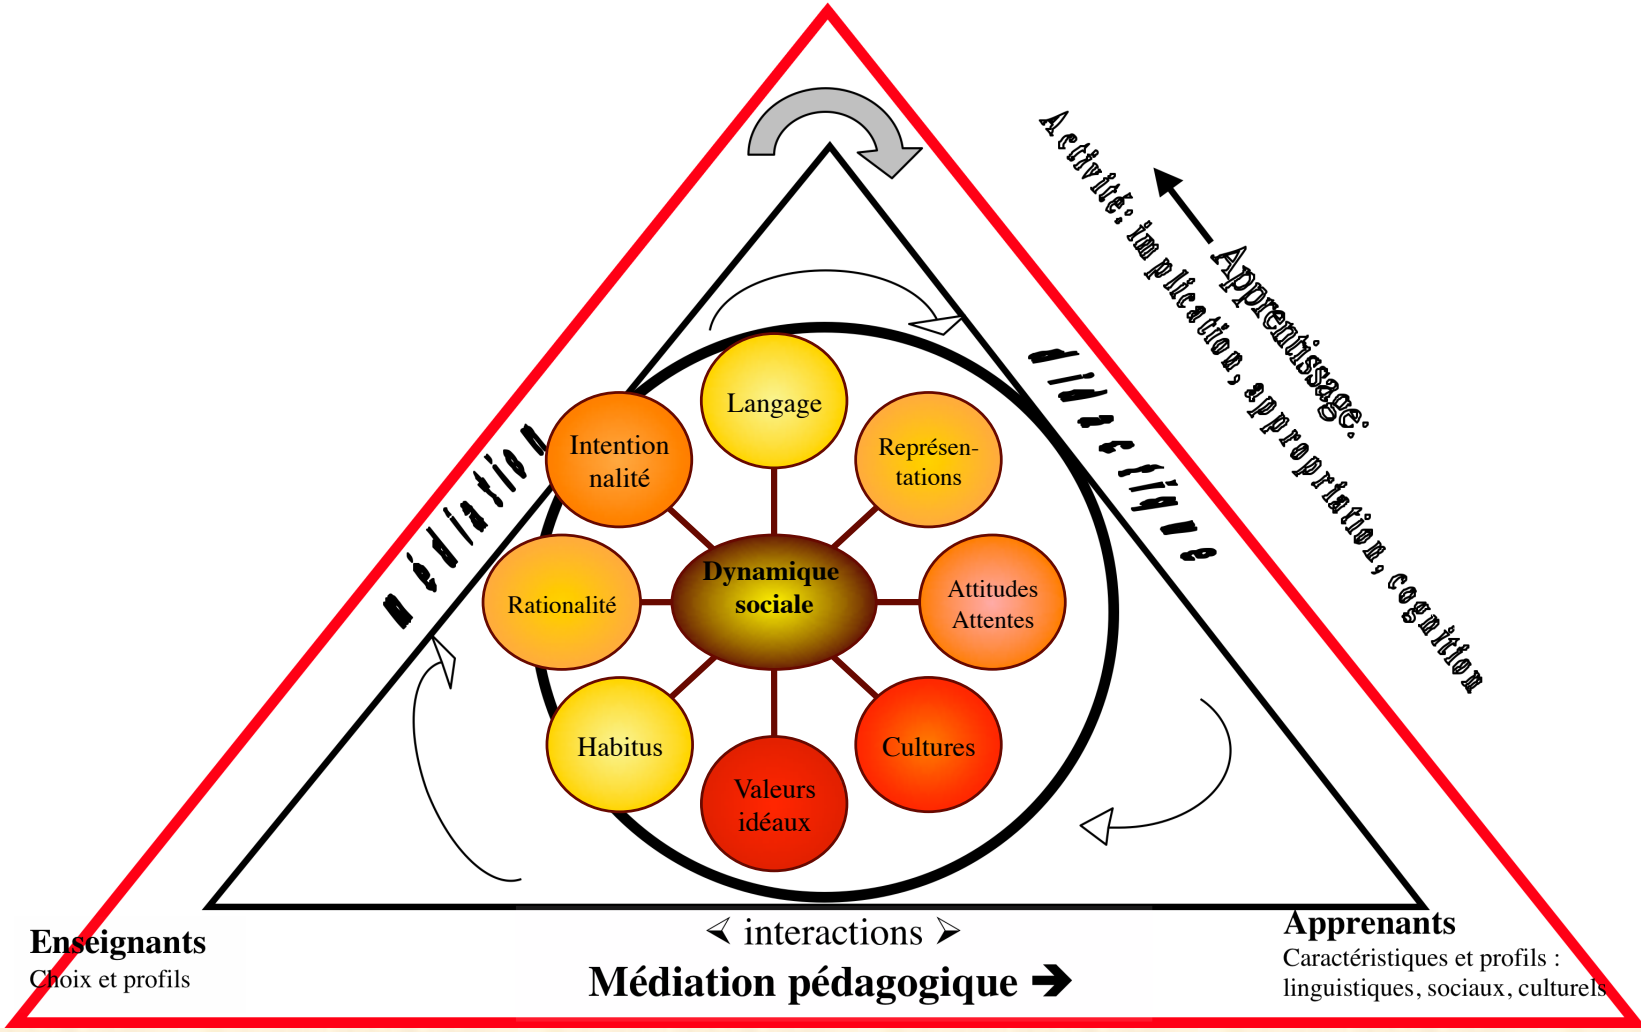 Activité: implication, appropriation, cognition
Apprentissage:
Médiation
didactique
Langage
Intention
nalité
Représen-
tations
Rationalité
Dynamique
sociale
Attitudes
Attentes
Habitus
Cultures
Valeurs
idéaux
Enseignants
Choix et profils
interactions
Médiation pédagogique ➔
Apprenants
Caractéristiques et profils :
linguistiques, sociaux, culturels